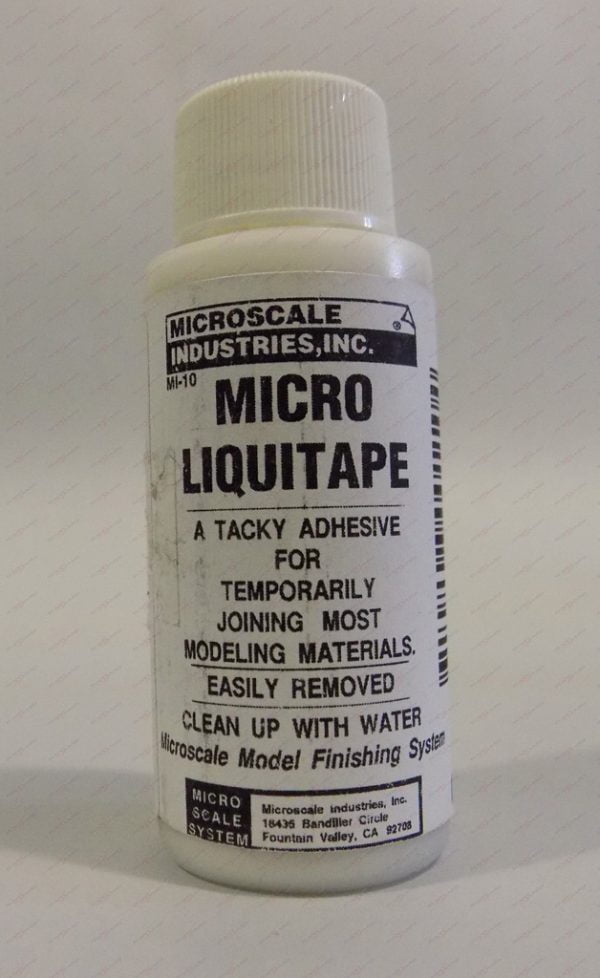 MICROSCALE
INDUSTRIES, INC.
®
MI-10
MICRO
LIQUITAPE
A TACKY ADHESIVE
FOR
TEMPORARILY
JOINING MOST
MODELING MATERIALS.
EASILY REMOVED
CLEAN UP WITH WATER
Microscale Model Finishing System
MICRO
SCALE
SYSTEM
Microscale Industries, Inc.
18435 Bandilier Circle
Fountain Valley, CA 92708